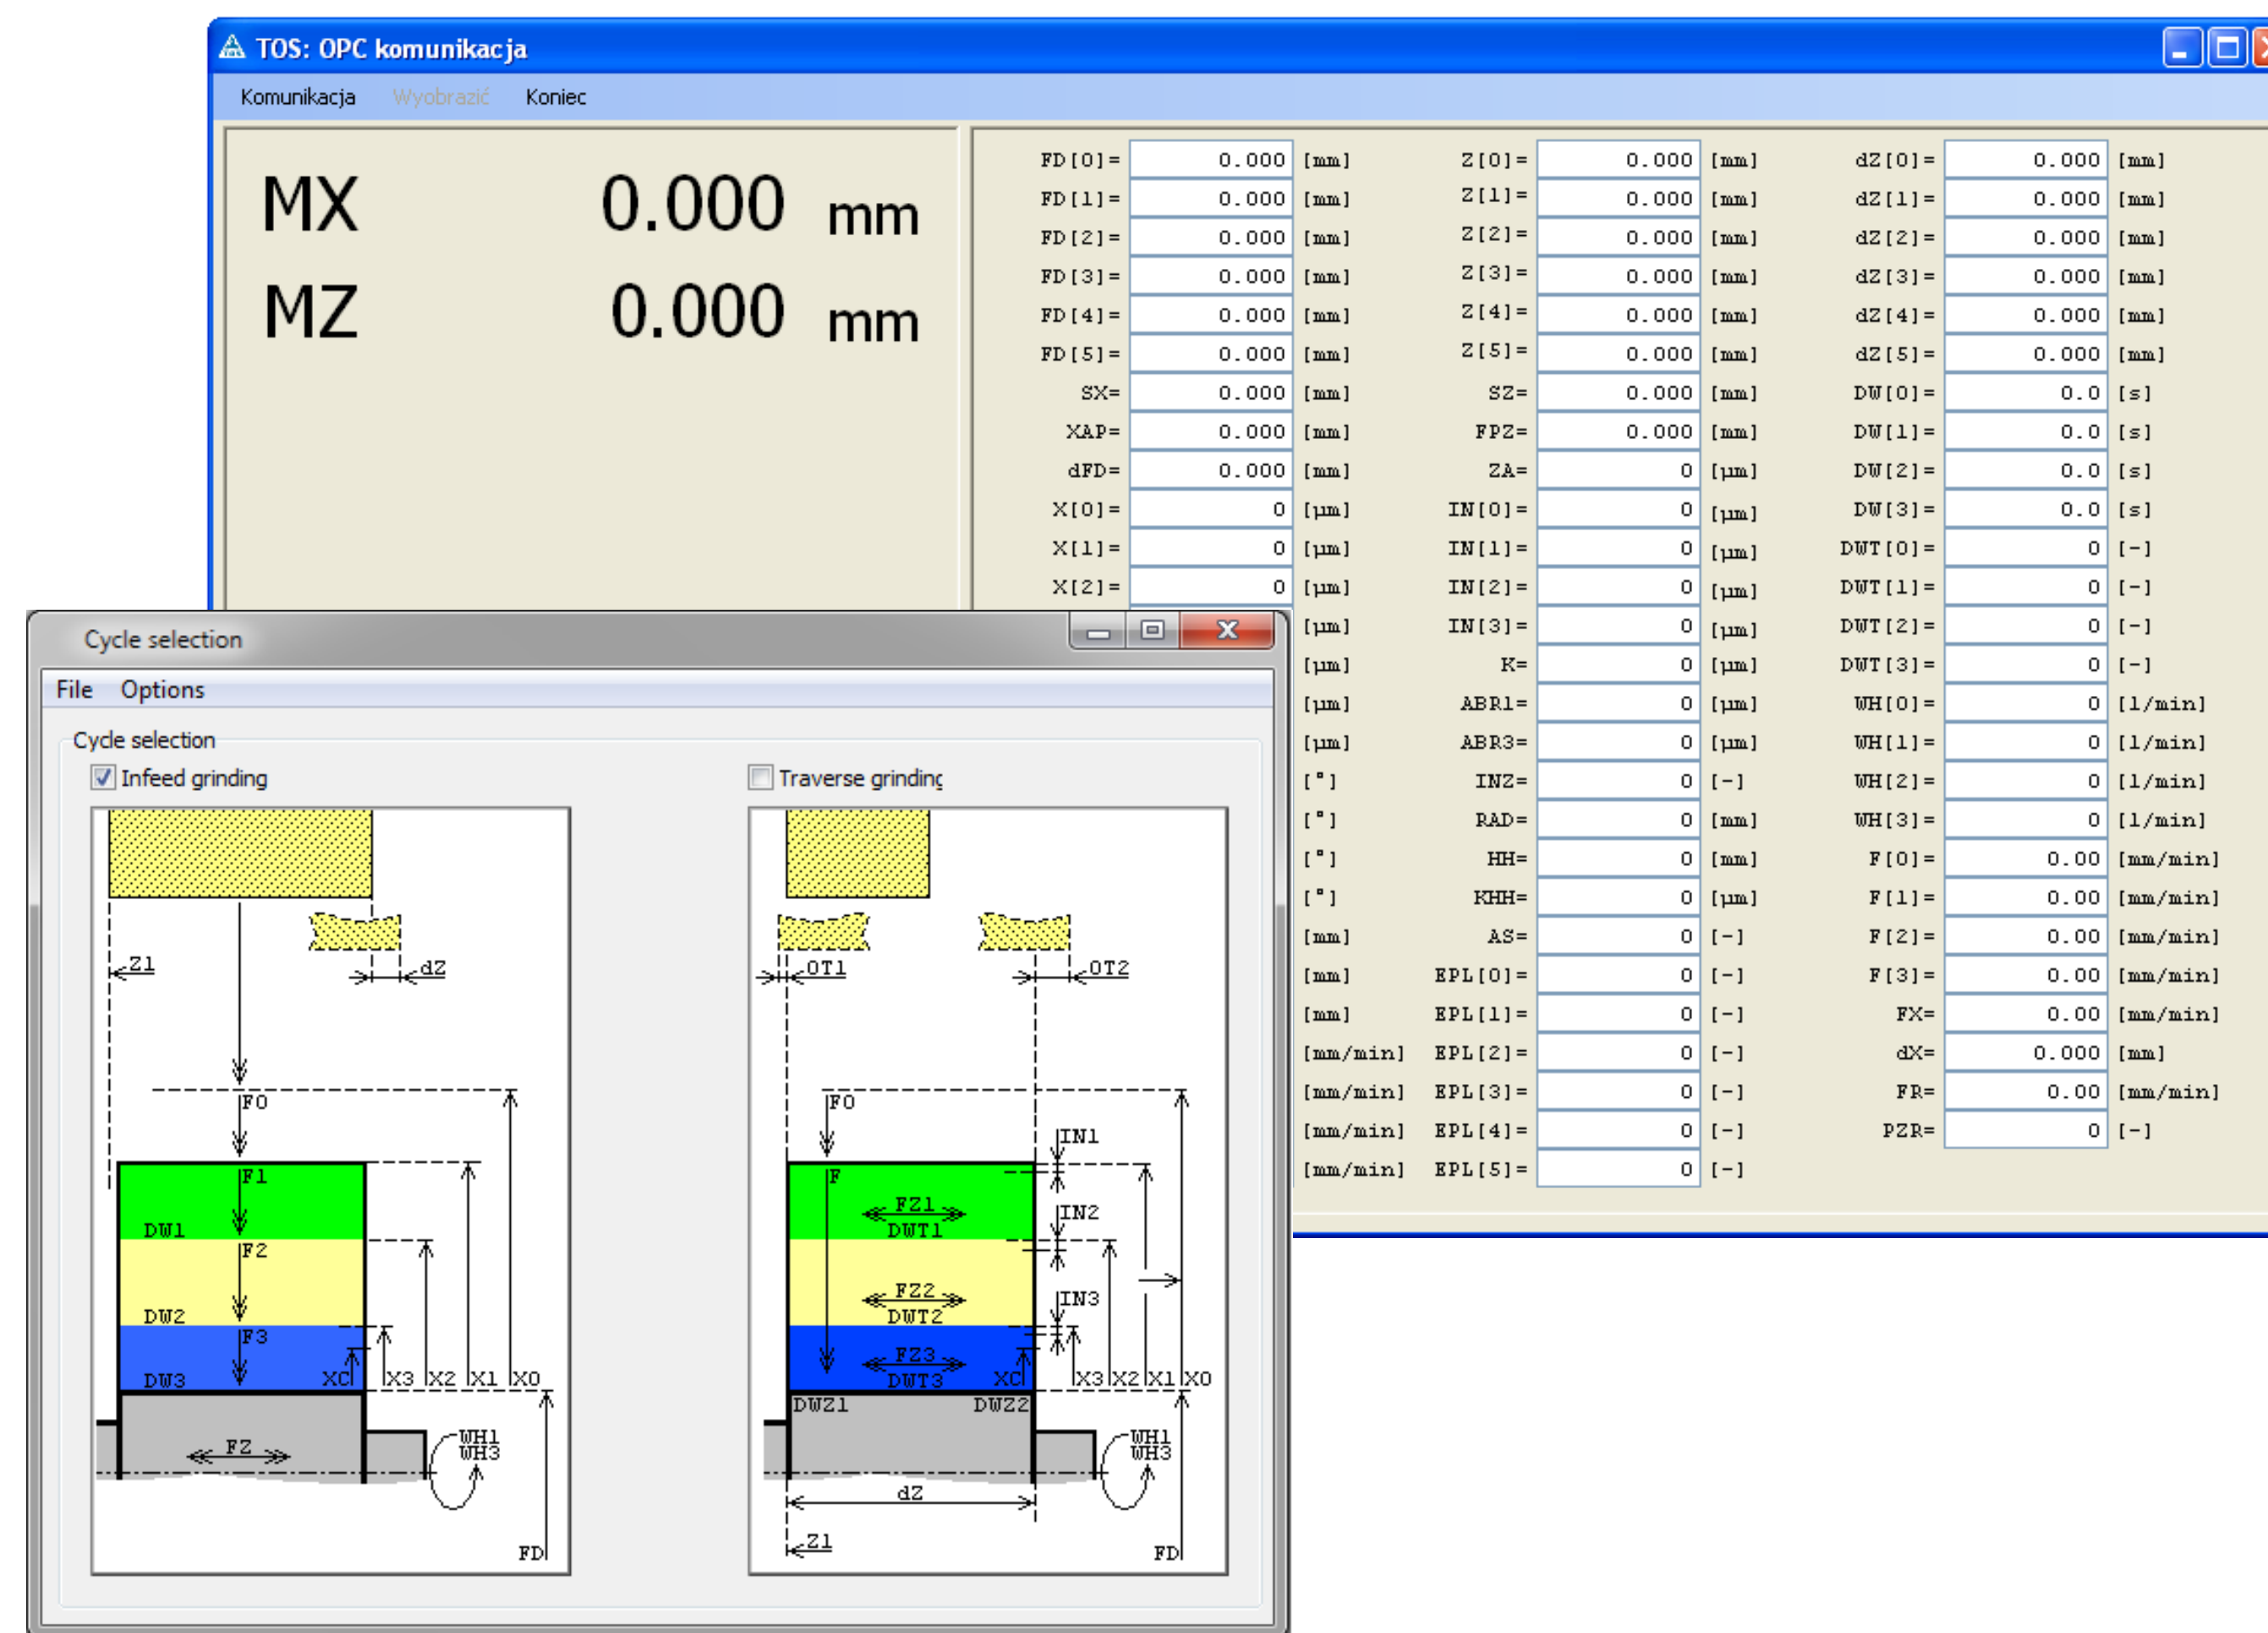 TOS: OPC komunikacja
Komunikacja Wyobrazić Koniec
MX 0.000 mm
MZ 0.000 mm
FD[0]= 0.000 [mm] Z[0]= 0.000 [mm] dZ[0]= 0.000 [mm]
FD[1]= 0.000 [mm] Z[1]= 0.000 [mm] dZ[1]= 0.000 [mm]
FD[2]= 0.000 [mm] Z[2]= 0.000 [mm] dZ[2]= 0.000 [mm]
FD[3]= 0.000 [mm] Z[3]= 0.000 [mm] dZ[3]= 0.000 [mm]
FD[4]= 0.000 [mm] Z[4]= 0.000 [mm] dZ[4]= 0.000 [mm]
FD[5]= 0.000 [mm] Z[5]= 0.000 [mm] dZ[5]= 0.000 [mm]
SX= 0.000 [mm] SZ= 0.000 [mm] DW[0]= 0.0 [s]
XAP= 0.000 [mm] FPZ= 0.000 [mm] DW[1]= 0.0 [s]
dFD= 0.000 [mm] ZA= 0 [µm] DW[2]= 0.0 [s]
X[0]= 0 [µm] IN[0]= 0 [µm] DW[3]= 0.0 [s]
X[1]= 0 [µm] IN[1]= 0 [µm] DWT[0]= 0 [-]
X[2]= 0 [µm] IN[2]= 0 [µm] DWT[1]= 0 [-]
[µm] IN[3]= 0 [µm] DWT[2]= 0 [-]
[µm] K= 0 [µm] DWT[3]= 0 [-]
[µm] ABR1= 0 [µm] WH[0]= 0 [1/min]
[µm] ABR3= 0 [µm] WH[1]= 0 [1/min]
[°] INZ= 0 [-] WH[2]= 0 [1/min]
[°] RAD= 0 [mm] WH[3]= 0 [1/min]
[°] HH= 0 [mm] F[0]= 0.00 [mm/min]
[°] KHH= 0 [µm] F[1]= 0.00 [mm/min]
[mm] AS= 0 [-] F[2]= 0.00 [mm/min]
[mm] EPL[0]= 0 [-] F[3]= 0.00 [mm/min]
[mm] EPL[1]= 0 [-] FX= 0.00 [mm/min]
[mm/min] EPL[2]= 0 [-] dX= 0.000 [mm]
[mm/min] EPL[3]= 0 [-] FR= 0.00 [mm/min]
[mm/min] EPL[4]= 0 [-] PZR= 0 [-]
[mm/min] EPL[5]= 0 [-]
Cycle selection
File Options
Cycle selection
Infeed grinding
Z1 dZ
F0
F1
DW1
F2
DW2
F3
DW3 XC X3 X2 X1 X0
FZ
WH1
WH3
FD
Traverse grinding
OT1 OT2
F0
IN1
F
FZ1
DWT1
IN2
FZ2
DWT2
IN3
FZ3
DWT3 XC X3 X2 X1 X0
DWZ1 DWZ2
WH1
WH3
dZ
Z1 FD